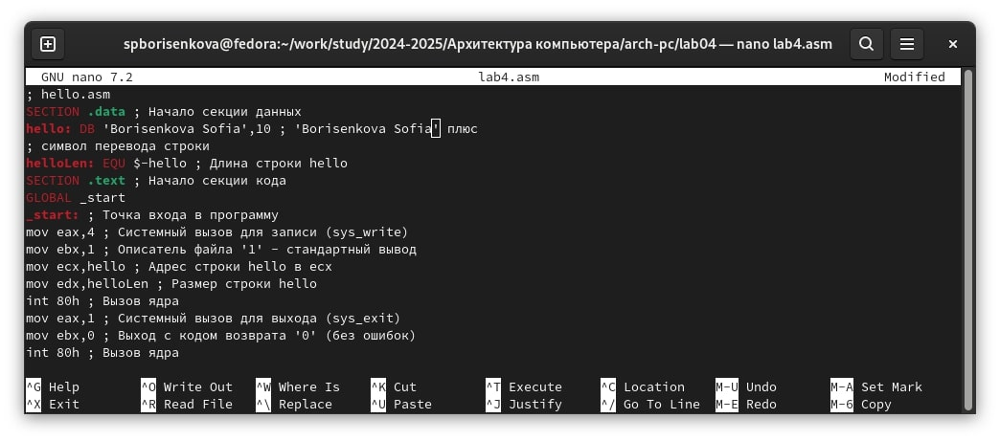 spborisenkova@fedora:~/work/study/2024-2025/Архитектура компьютера/arch-pc/lab04 — nano lab4.asm
GNU nano 7.2 lab4.asm Modified
; hello.asm
SECTION .data ; Начало секции данных
hello: DB 'Borisenkova Sofia',10 ; 'Borisenkova Sofia' плюс
; символ перевода строки
helloLen: EQU $-hello ; Длина строки hello
SECTION .text ; Начало секции кода
GLOBAL _start
_start: ; Точка входа в программу
mov eax,4 ; Системный вызов для записи (sys_write)
mov ebx,1 ; Описатель файла '1' - стандартный вывод
mov ecx,hello ; Адрес строки hello в ecx
mov edx,helloLen ; Размер строки hello
int 80h ; Вызов ядра
mov eax,1 ; Системный вызов для выхода (sys_exit)
mov ebx,0 ; Выход с кодом возврата '0' (без ошибок)
int 80h ; Вызов ядра
^G Help ^O Write Out ^W Where Is ^K Cut ^T Execute ^C Location M-U Undo M-A Set Mark
^X Exit ^R Read File ^\ Replace ^U Paste ^J Justify ^/ Go To Line M-E Redo M-6 Copy